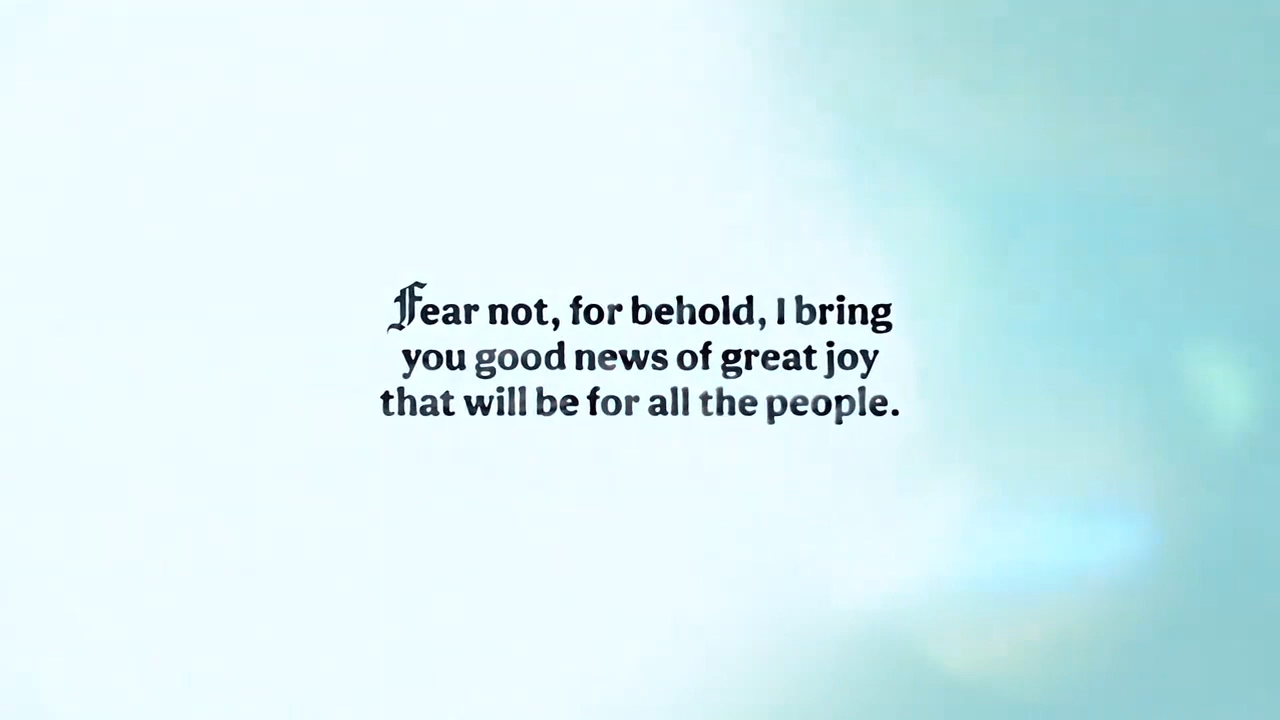 Fear not, for behold, I bring
you good news of great joy
that will be for all the people.